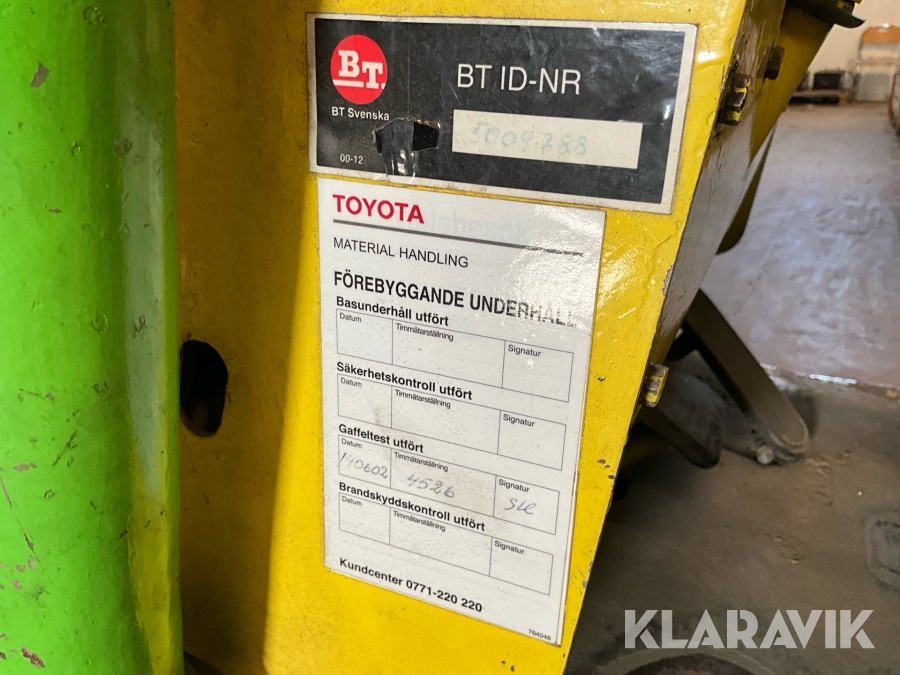 BT
BT Svenska
00-12
BT ID-NR
TOYOTA
MATERIAL HANDLING
FÖREBYGGANDE UNDERHÅLL
Basunderhåll utfört
Datum Timmätarställning Signatur
Säkerhetskontroll utfört
Datum Timmätarställning Signatur
Gaffeltest utfört
Datum Timmätarställning Signatur
140602 4526
Brandskyddskontroll utfört
Datum Timmätarställning Signatur
Kundcenter 0771-220 220
764046
KLARAVIK